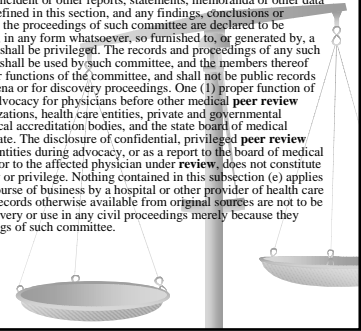 incident or other reports, statements, memoranda or other data
efined in this section, and any findings, conclusions or
the proceedings of such committee are declared to be
in any form whatsoever, so furnished to, or generated by, a
shall be privileged. The records and proceedings of any such
shall be used by such committee, and the members thereof
r functions of the committee, and shall not be public records
ena or for discovery proceedings. One (1) proper function of
dvocacy for physicians before other medical peer review
zations, health care entities, private and governmental
cal accreditation bodies, and the state board of medical
ate. The disclosure of confidential, privileged peer review
ntities during advocacy, or as a report to the board of medical
or to the affected physician under review, does not constitute
r or privilege. Nothing contained in this subsection (e) applies
ourse of business by a hospital or other provider of health care
ecords otherwise available from original sources are not to be
very or use in any civil proceedings merely because they
gs of such committee.